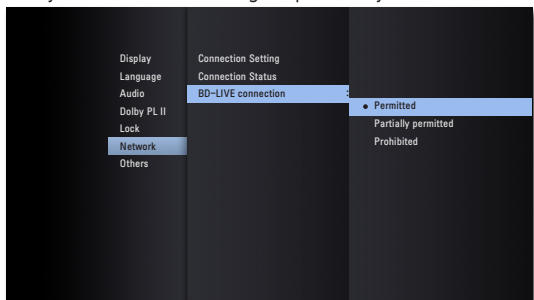 Display
Language
Audio
Dolby PL II
Lock
Network
Others
Connection Setting
Connection Status
BD-LIVE connection :
● Permitted
Partially permitted
Prohibited